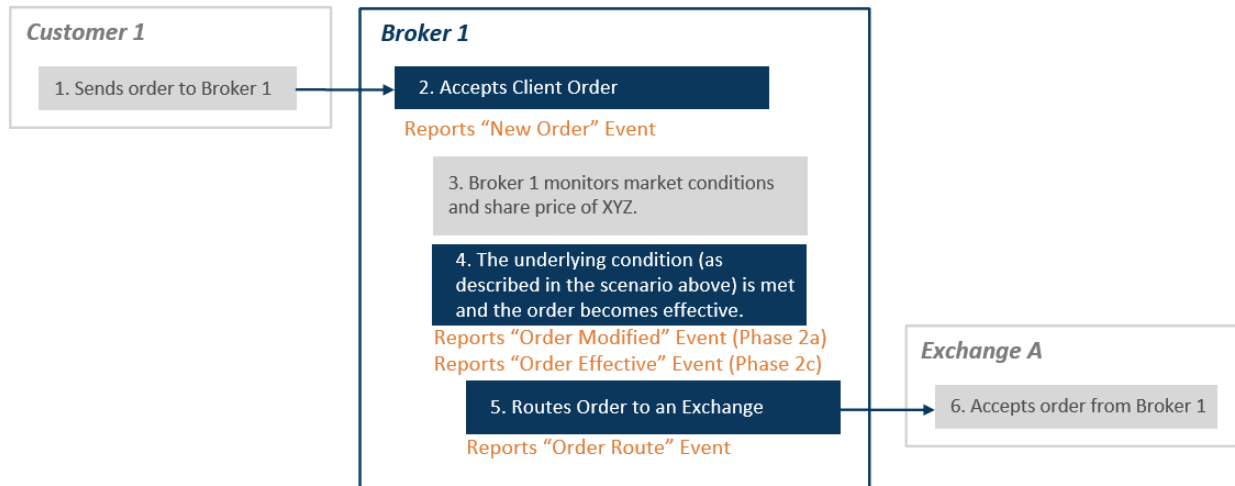 Customer 1
1. Sends order to Broker 1
Broker 1
2. Accepts Client Order
Reports “New Order” Event
3. Broker 1 monitors market conditions
and share price of XYZ.
4. The underlying condition (as
described in the scenario above) is met
and the order becomes effective.
Reports “Order Modified” Event (Phase 2a)
Reports “Order Effective” Event (Phase 2c)
5. Routes Order to an Exchange
Reports “Order Route” Event
Exchange A
6. Accepts order from Broker 1